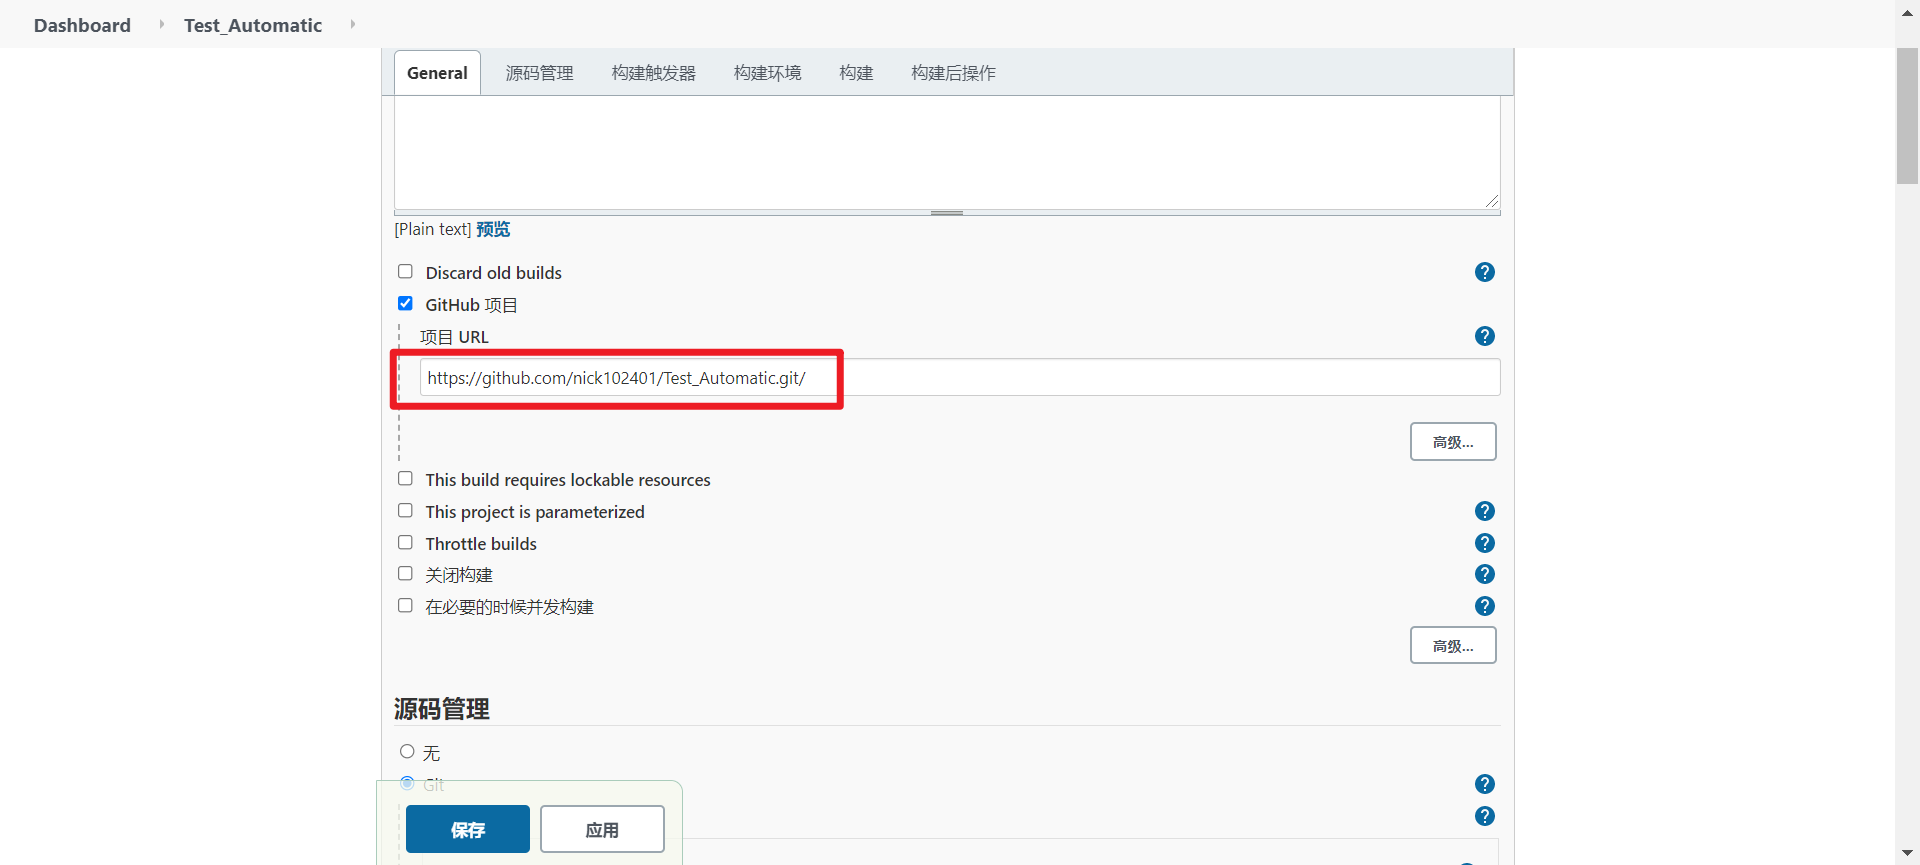 Dashboard Test_Automatic
General 源码管理 构建触发器 构建环境 构建 构建后操作
[Plain text] 预览
Discard old builds ?
GitHub 项目
项目 URL ?
https://github.com/nick102401/Test_Automatic.git/
高级...
This build requires lockable resources
This project is parameterized ?
Throttle builds ?
关闭构建 ?
在必要的时候并发构建 ?
高级...
源码管理
无
Git ?
?
保存 应用